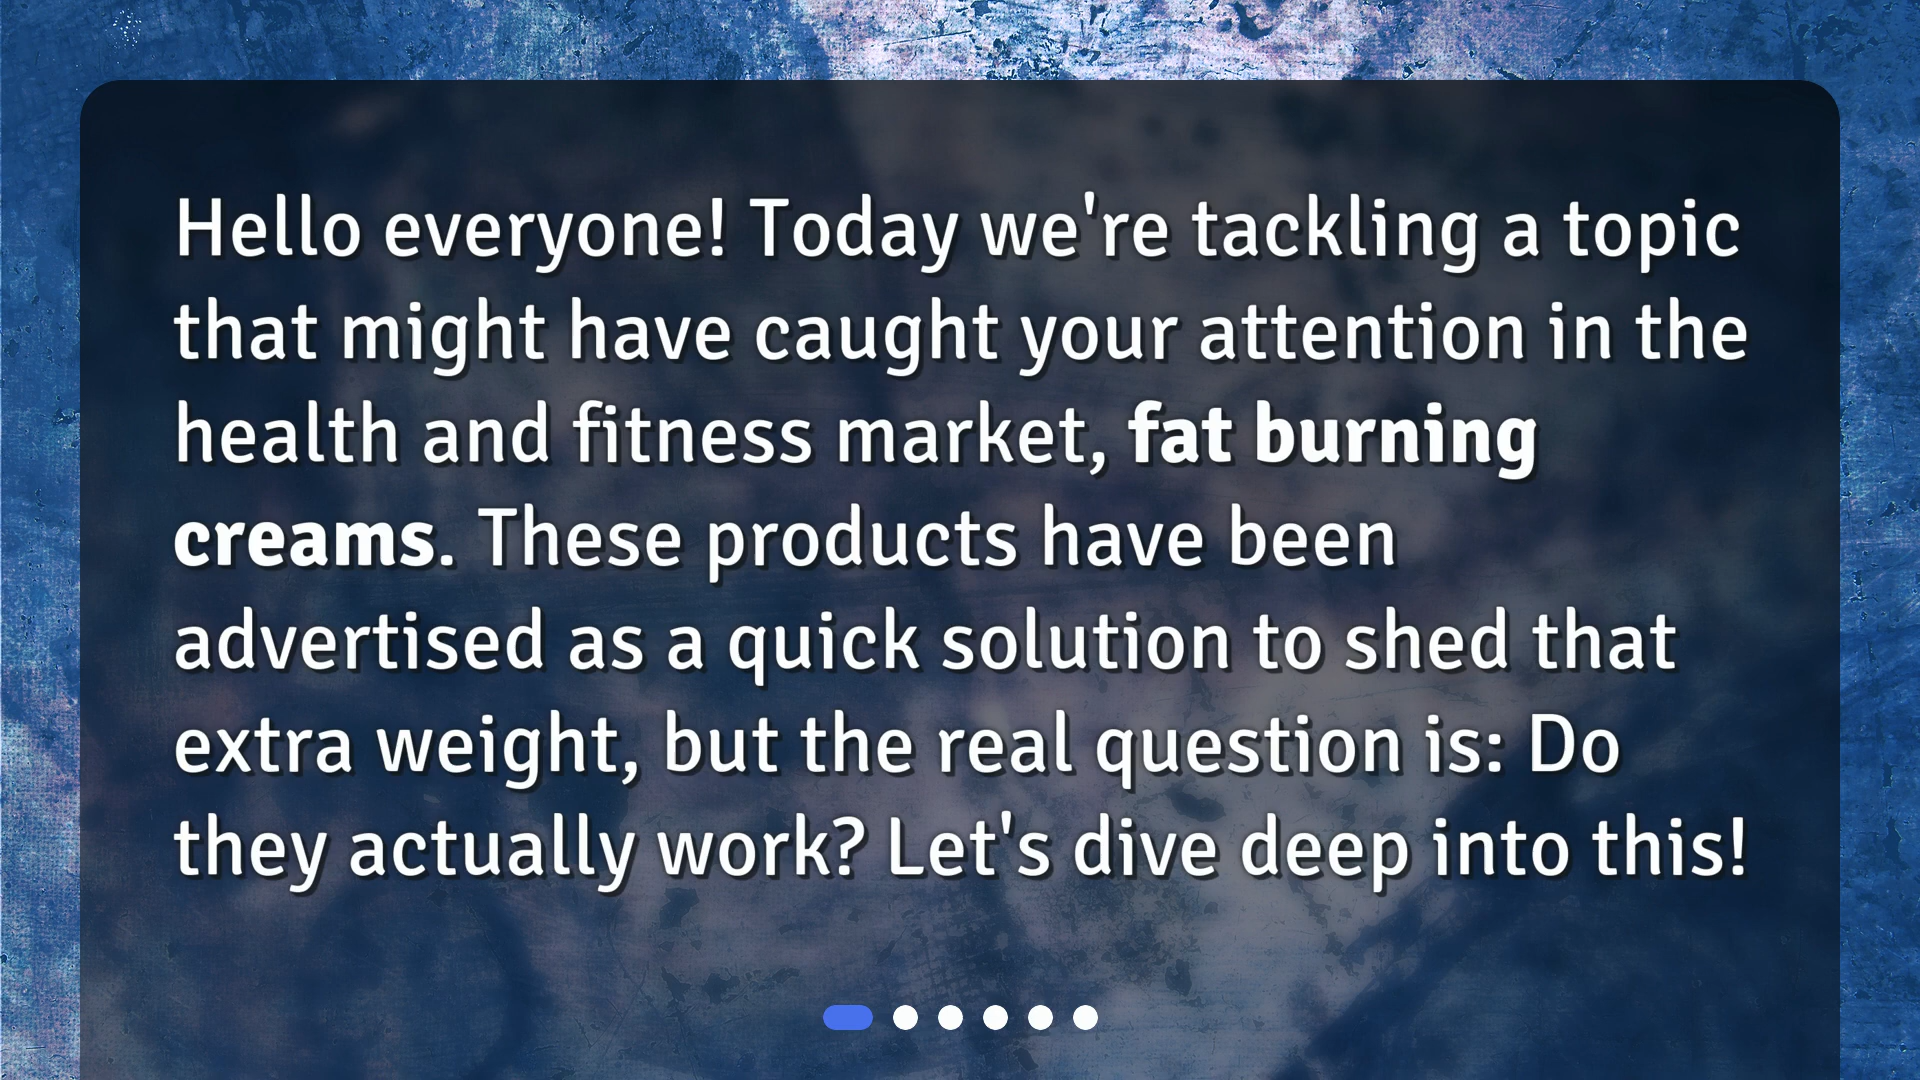 Hello everyone! Today we're tackling a topic
that might have caught your attention in the
health and fitness market, fat burning
creams. These products have been
advertised as a quick solution to shed that
extra weight, but the real question is: Do
they actually work? Let's dive deep into this!